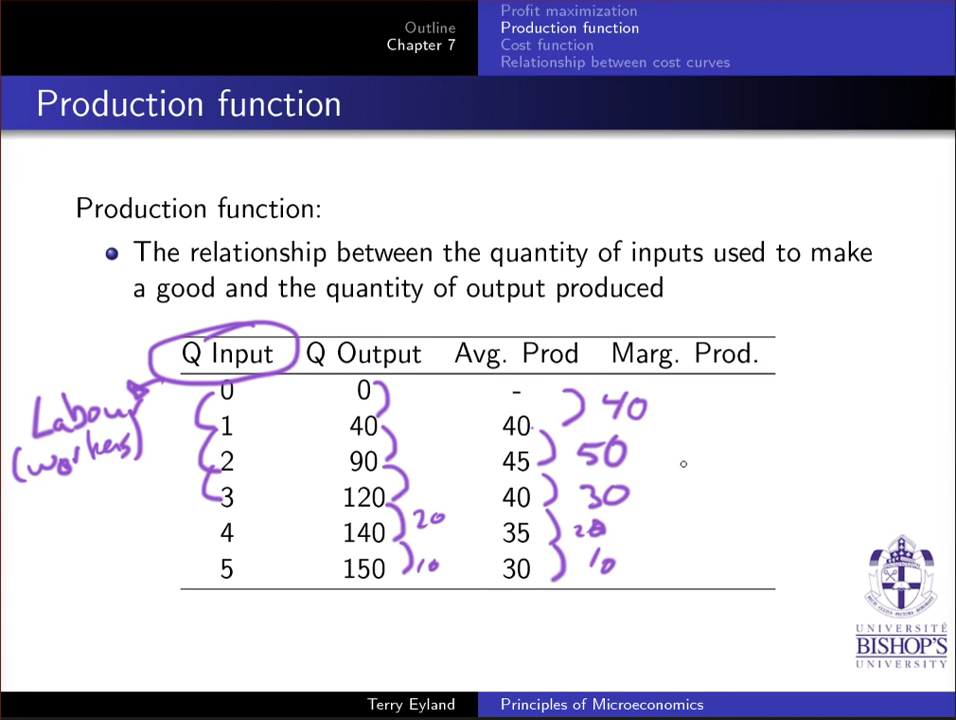 Outline
Chapter 7
Profit maximization
Production function
Cost function
Relationship between cost curves
Production function
Production function:
The relationship between the quantity of inputs used to make
a good and the quantity of output produced
Q Input Q Output Avg. Prod Marg. Prod.
0 0 -
40
1 40 40
50
2 90 45
30
3 120 40
20 20
4 140 35
10 10
5 150 30
Labour
(workers)
UNIVERSITÉ
BISHOP'S
UNIVERSITY
Terry Eyland Principles of Microeconomics